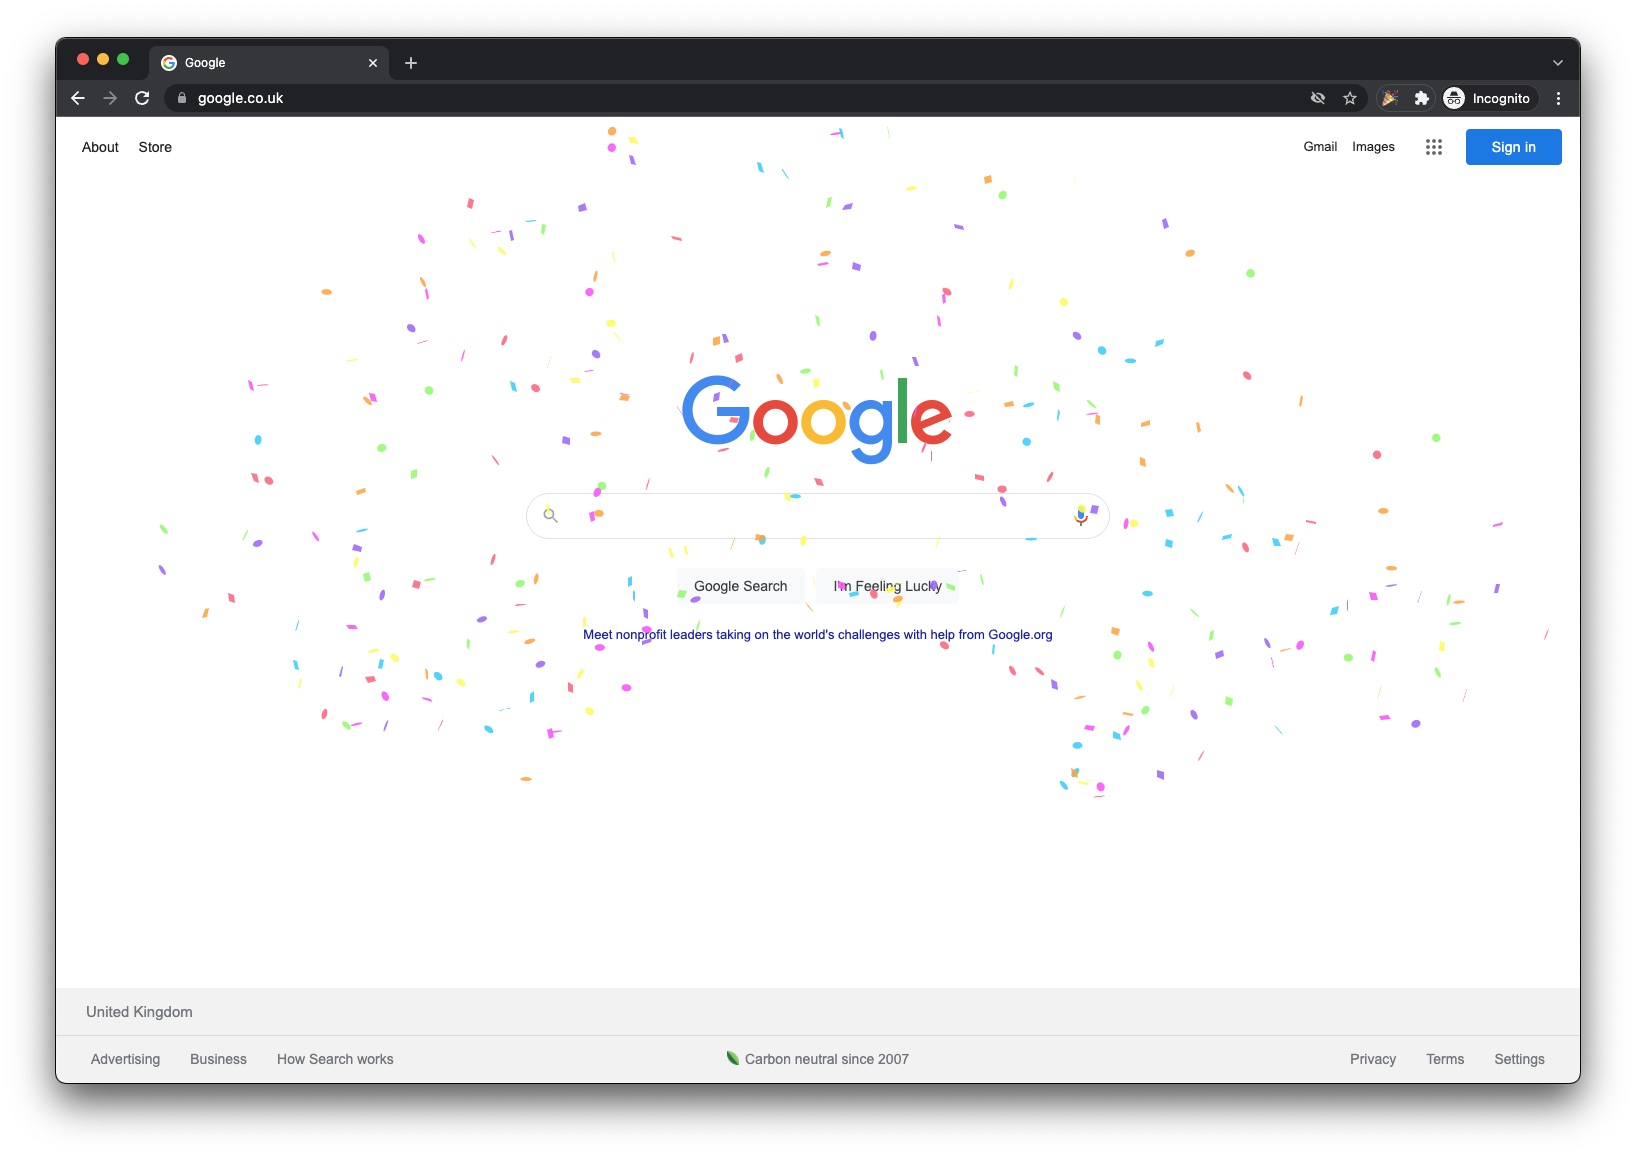 Google
google.co.uk
Incognito
About Store
Gmail Images Sign in
Google
Google Search I'm Feeling Lucky
Meet nonprofit leaders taking on the world's challenges with help from Google.org
United Kingdom
Advertising Business How Search works Carbon neutral since 2007 Privacy Terms Settings